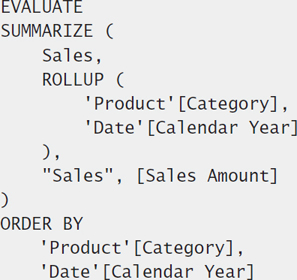 EVALUATE
SUMMARIZE (
    Sales,
    ROLLUP (
        'Product'[Category],
        'Date'[Calendar Year]
    ),
    "Sales", [Sales Amount]
)
ORDER BY
    'Product'[Category],
    'Date'[Calendar Year]